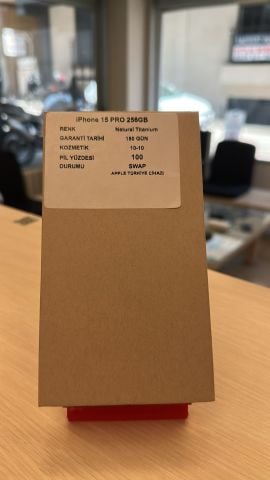 iPhone 15 PRO 256GB
RENK Natural Titanium
GARANTİ TARİHİ 180 GÜN
KOZMETİK 10-10
PİL YÜZDESİ 100
DURUMU SWAP
APPLE TÜRKİYE CİHAZI